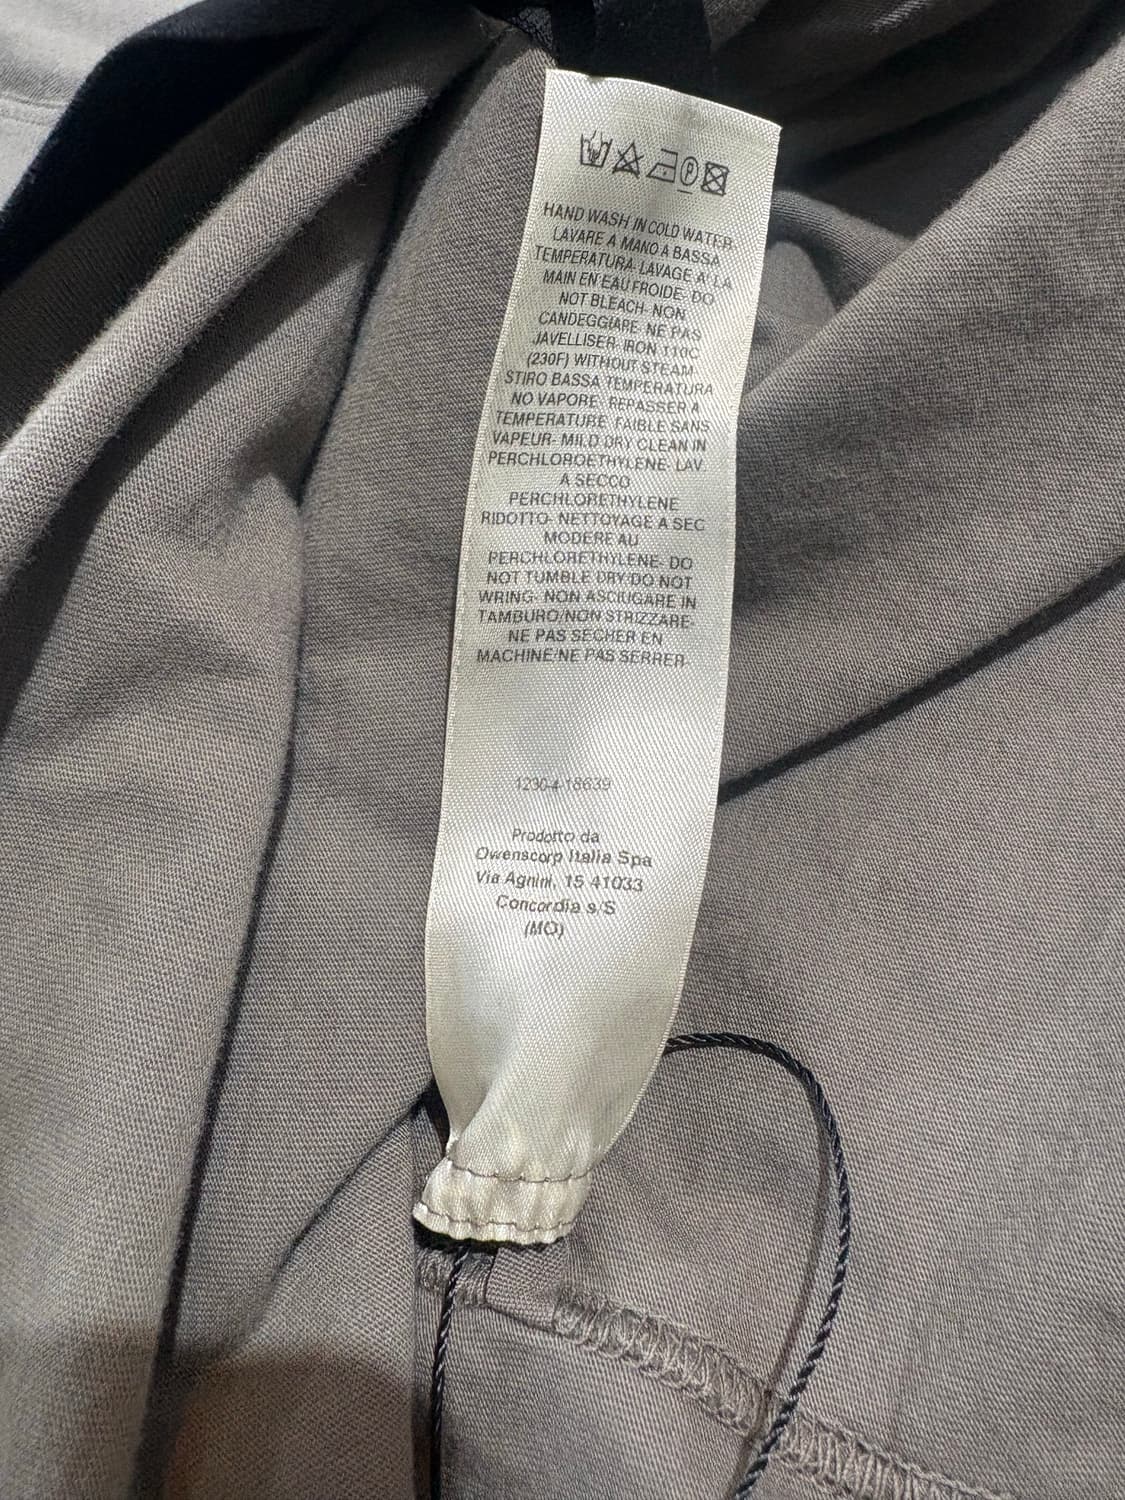 HAND WASH IN COLD WATER
LAVARE A MANO A BASSA
TEMPERATURA- LAVAGE A' LA
MAIN EN EAU FROIDE- DO
NOT BLEACH- NON
CANDEGGIARE- NE PAS
JAVELLISER- IRON 110C
(230F) WITHOUT STEAM
STIRO BASSA TEMPERATURA
NO VAPORE- REPASSER A
TEMPERATURE FAIBLE SANS
VAPEUR- MILD DRY CLEAN IN
PERCHLOROETHYLENE- LAV.
A SECCO
PERCHLORETHYLENE
RIDOTTO- NETTOYAGE A SEC
MODERE AU
PERCHLORETHYLENE- DO
NOT TUMBLE DRY/DO NOT
WRING- NON ASCIUGARE IN
TAMBURO/NON STRIZZARE-
NE PAS SECHER EN
MACHINE/NE PAS SERRER-
1230-4-18639
Prodotto da
Owenscorp Italia Spa
Via Agnini, 15 41033
Concordia s/S
(MO)